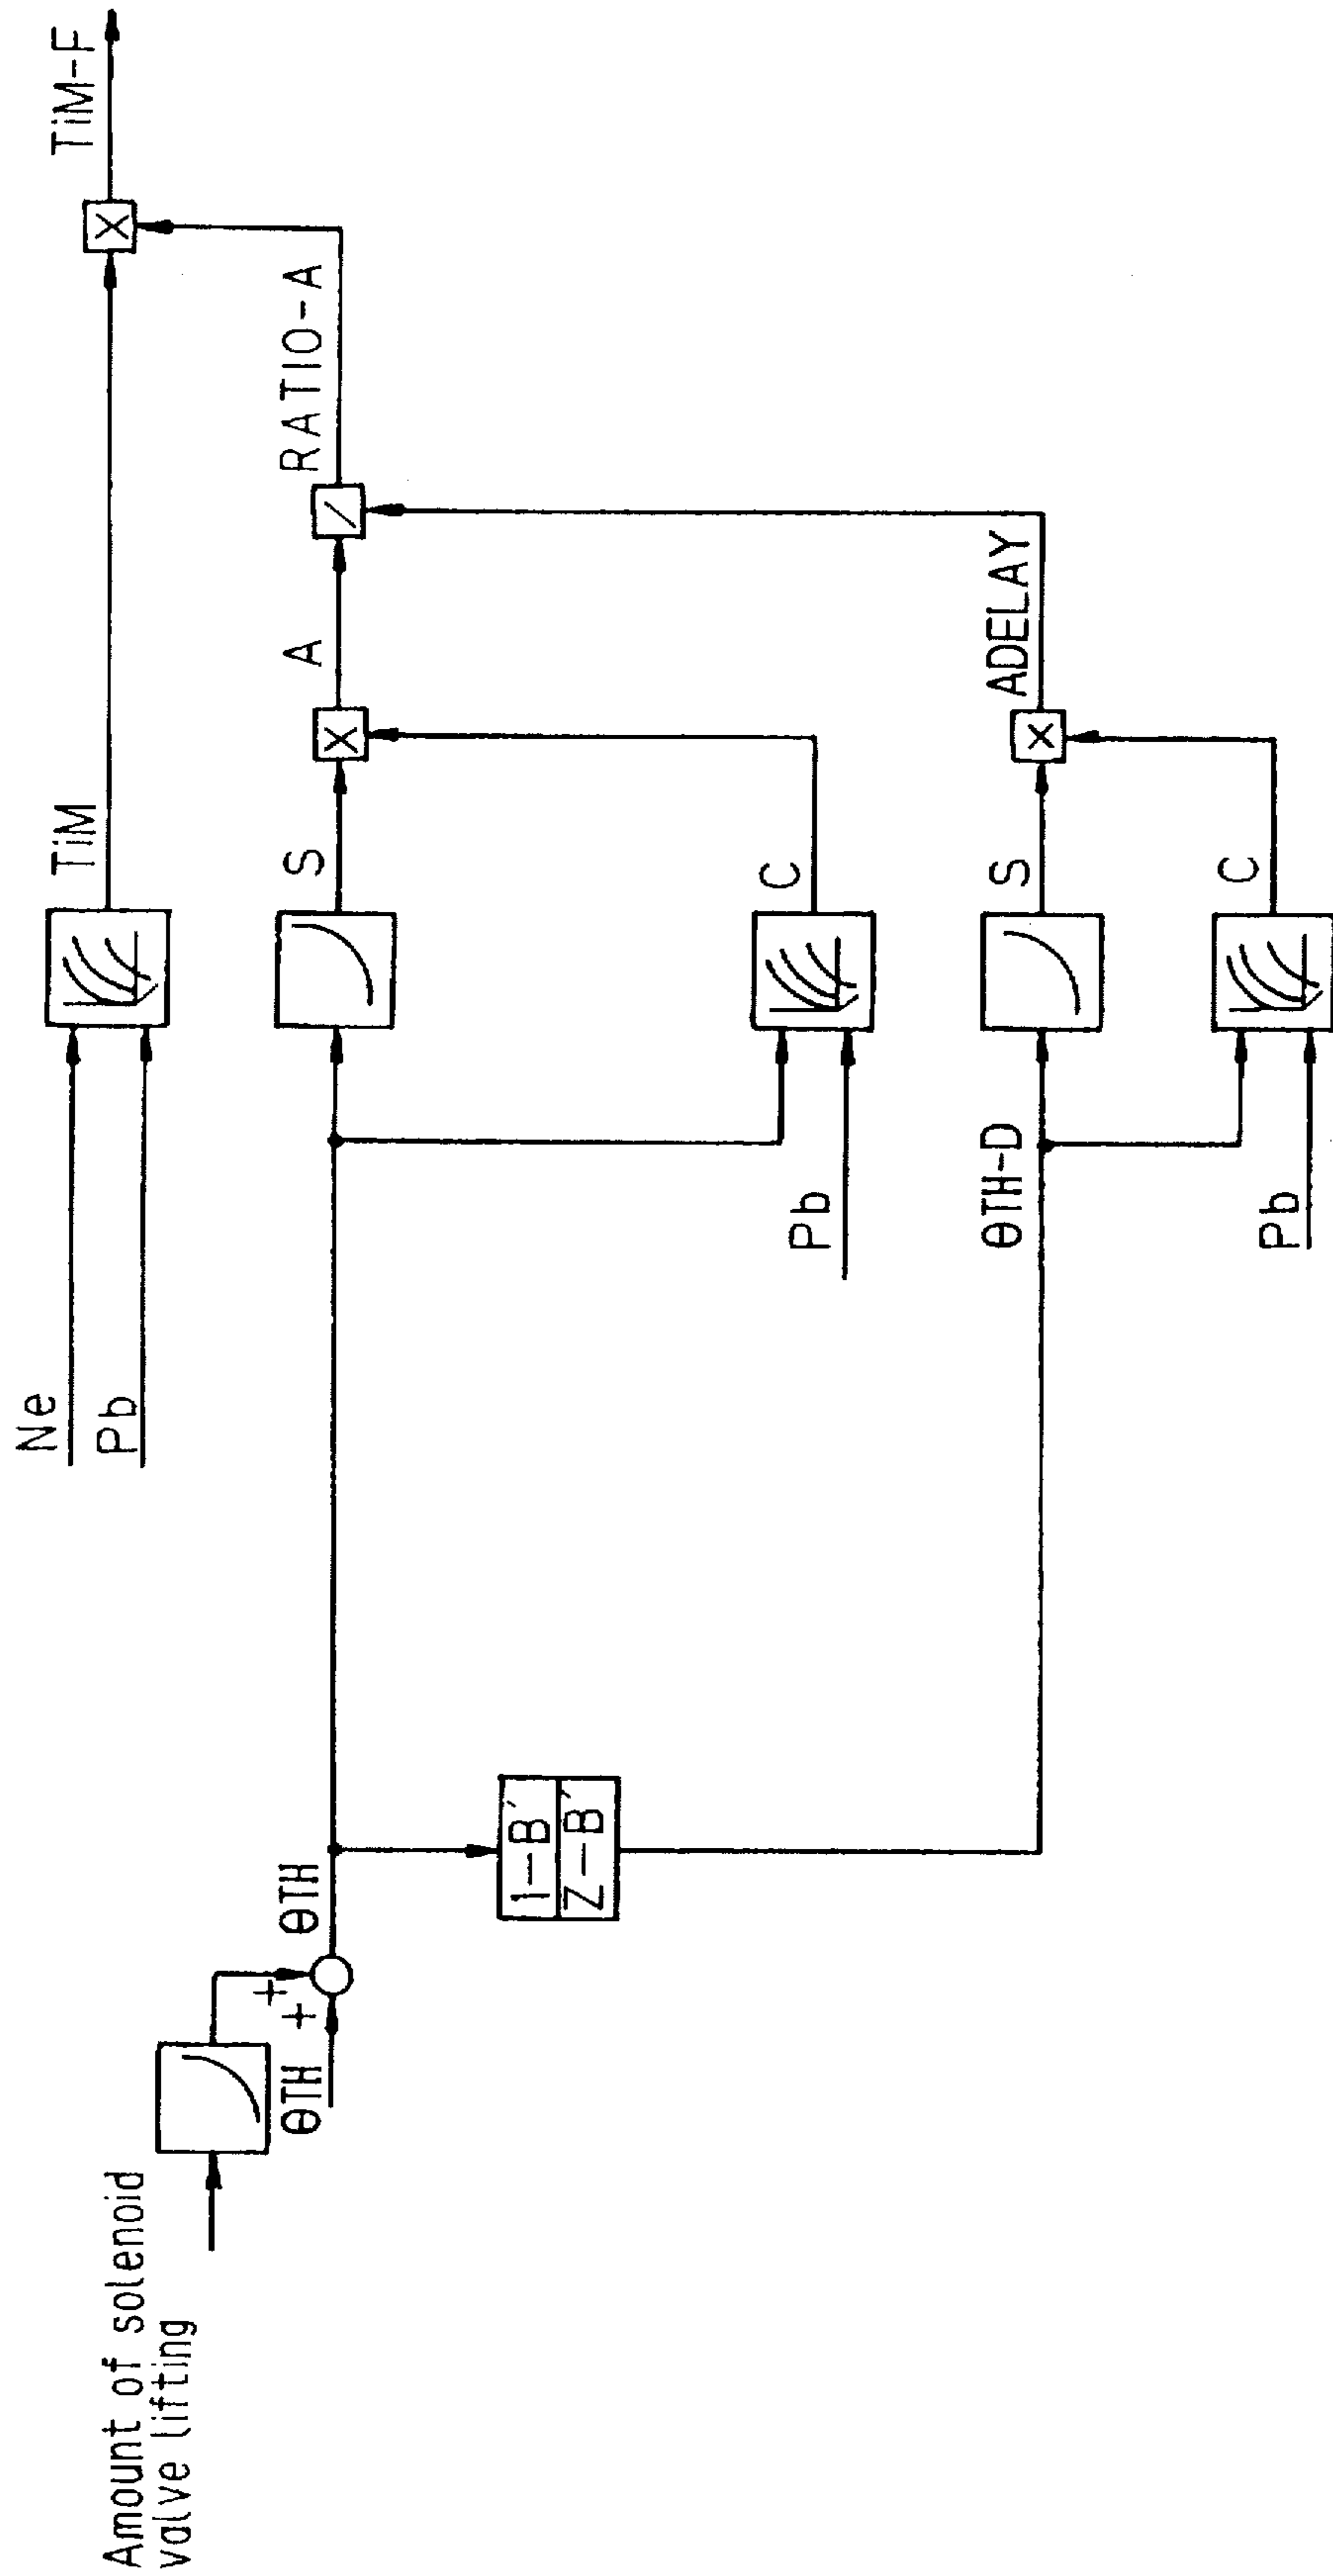 Ne
Pb
TiM
TiM-F
X
Amount of solenoid
valve lifting
+
+
θTH
θTH
S
X
A
/
RATIO-A
Pb
C
1-B'
Z-B'
θTH-D
S
X
ADELAY
Pb
C